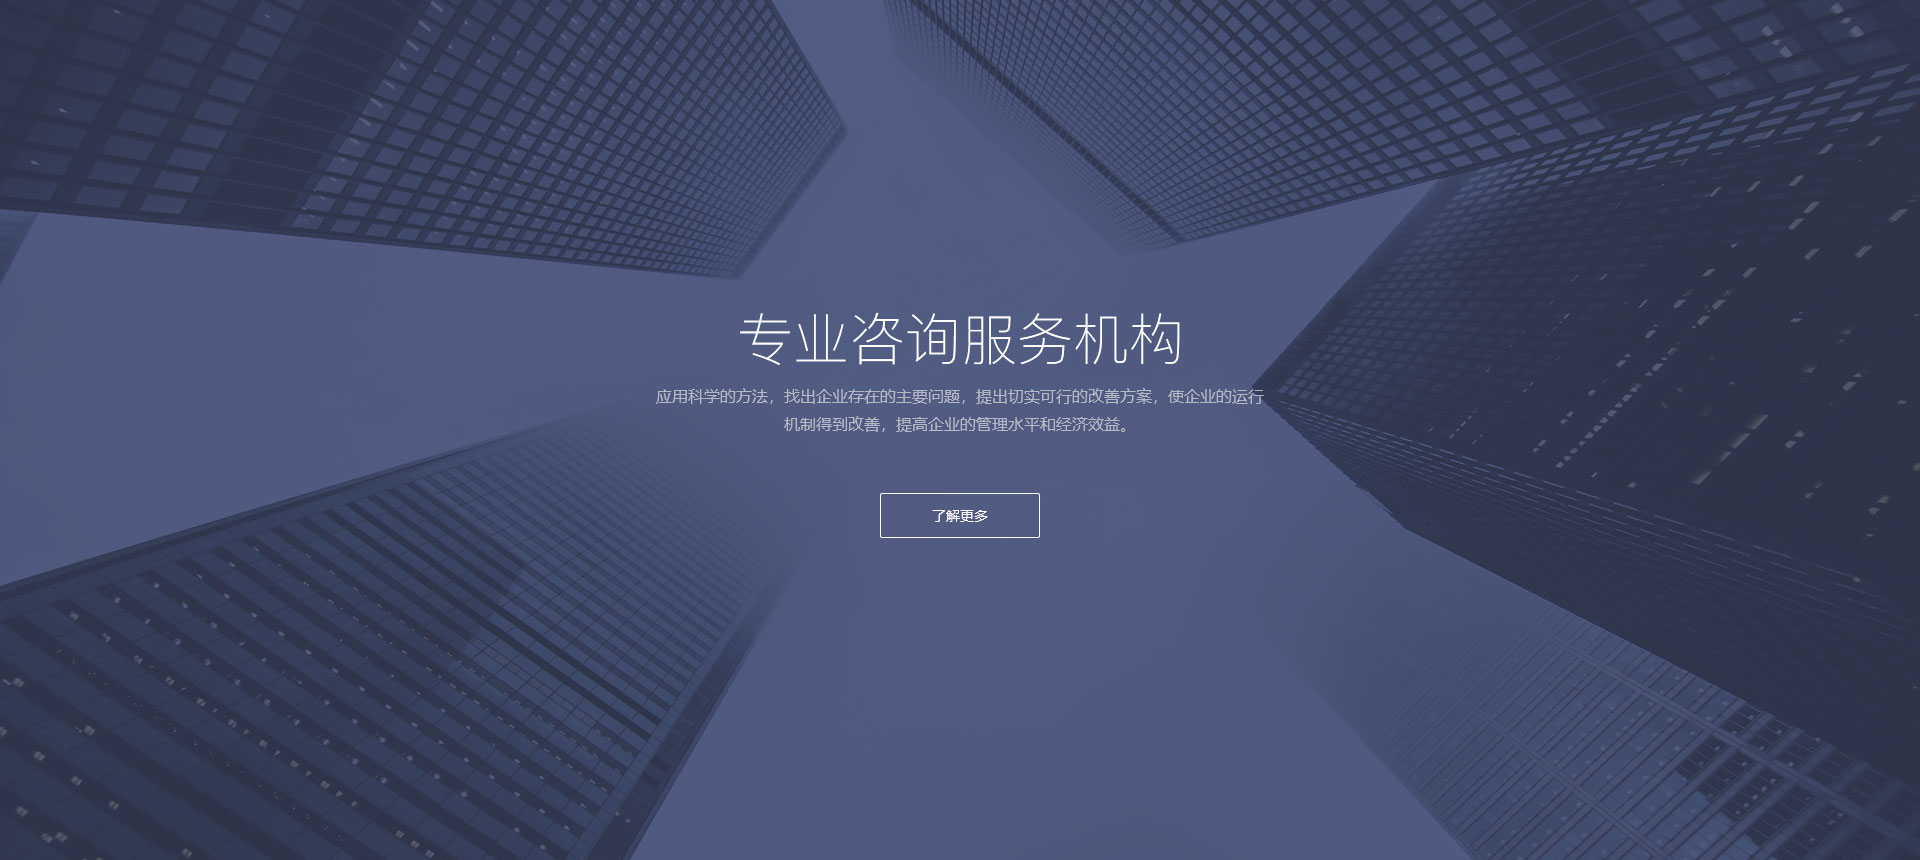 专业咨询服务机构
应用科学的方法，找出企业存在的主要问题，提出切实可行的改善方案，使企业的运行
机制得到改善，提高企业的管理水平和经济效益。
了解更多